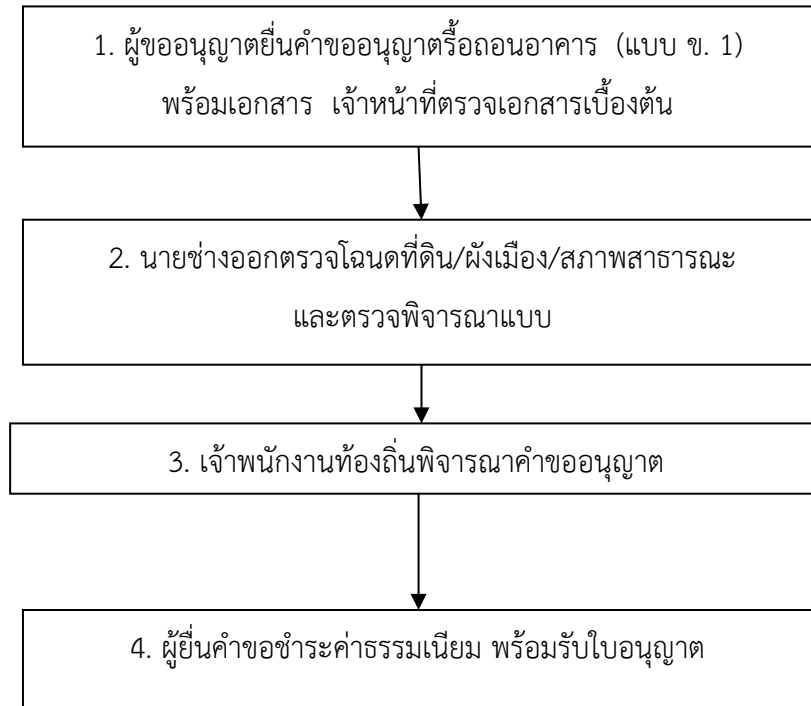 1. ผู้ขออนุญาตยื่นคำขออนุญาตรื้อถอนอาคาร (แบบ ข. 1)
พร้อมเอกสาร เจ้าหน้าที่ตรวจเอกสารเบื้องต้น
2. นายช่างออกตรวจโฉนดที่ดิน/ผังเมือง/สภาพสาธารณะ
และตรวจพิจารณาแบบ
3. เจ้าพนักงานท้องถิ่นพิจารณาคำขออนุญาต
4. ผู้ยื่นคำขอชำระค่าธรรมเนียม พร้อมรับใบอนุญาต